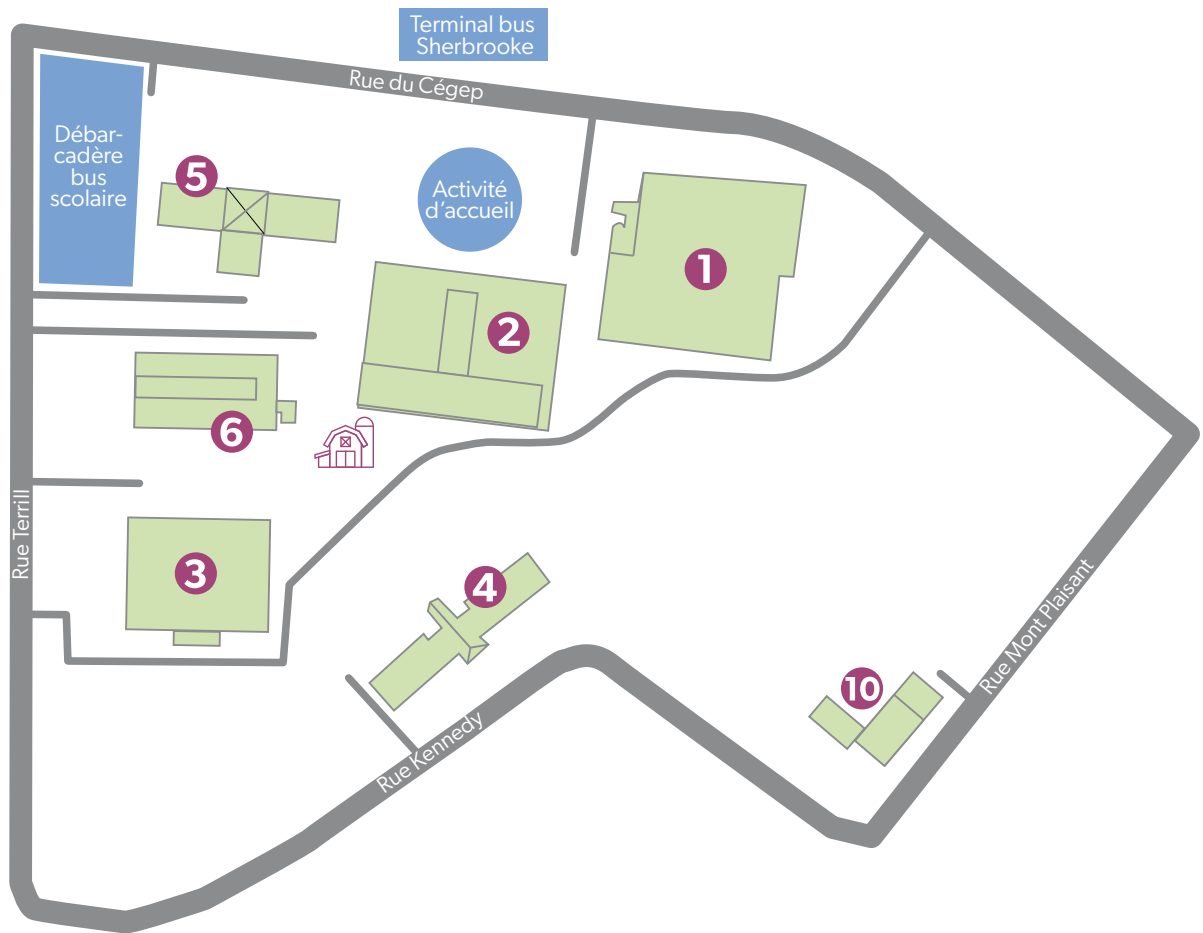 Terminal bus
Sherbrooke
Rue du Cégep
Débar-
cadère
bus
scolaire
5
Activité
d'accueil
1
2
6
Rue Terrill
3
4
Rue Mont Plaisant
10
Rue Kennedy